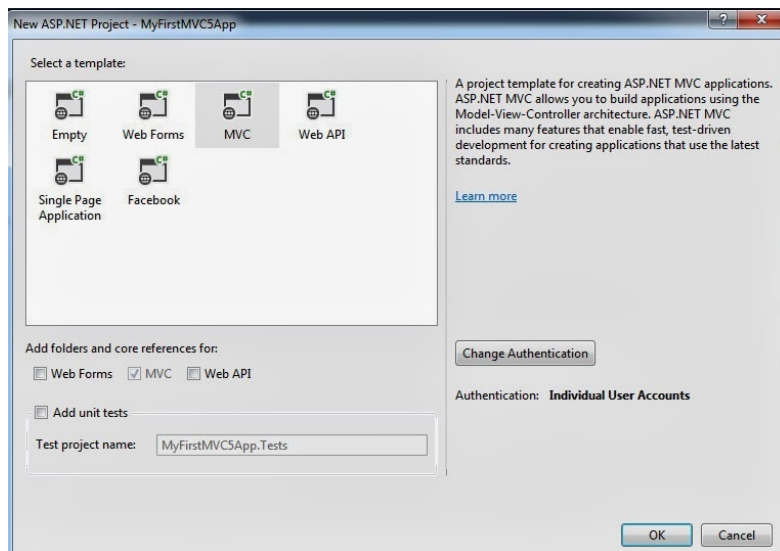 New ASP.NET Project - MyFirstMVC5App
Select a template:
Empty
Web Forms
MVC
Web API
Single Page
Application
Facebook
A project template for creating ASP.NET MVC applications.
ASP.NET MVC allows you to build applications using the
Model-View-Controller architecture. ASP.NET MVC
includes many features that enable fast, test-driven
development for creating applications that use the latest
standards.
Learn more
Add folders and core references for:
Web Forms MVC Web API
Add unit tests
Test project name: MyFirstMVC5App.Tests
Change Authentication
Authentication: Individual User Accounts
OK Cancel